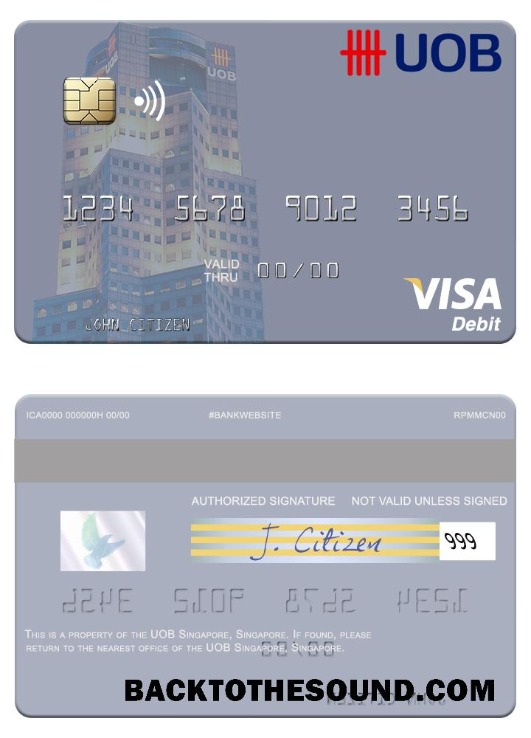 UOB
UOB
1234 5678 9012 3456
VALID
THRU 00/00
VISA
Debit
JOHN CITIZEN
ICA0000 000000H 00/00 #BANKWEBSITE RPMMCN00
AUTHORIZED SIGNATURE NOT VALID UNLESS SIGNED
J. Citizen 999
THIS IS A PROPERTY OF THE UOB SINGAPORE, SINGAPORE. IF FOUND, PLEASE
RETURN TO THE NEAREST OFFICE OF THE UOB SINGAPORE, SINGAPORE.
BACKTOTHESOUND.COM